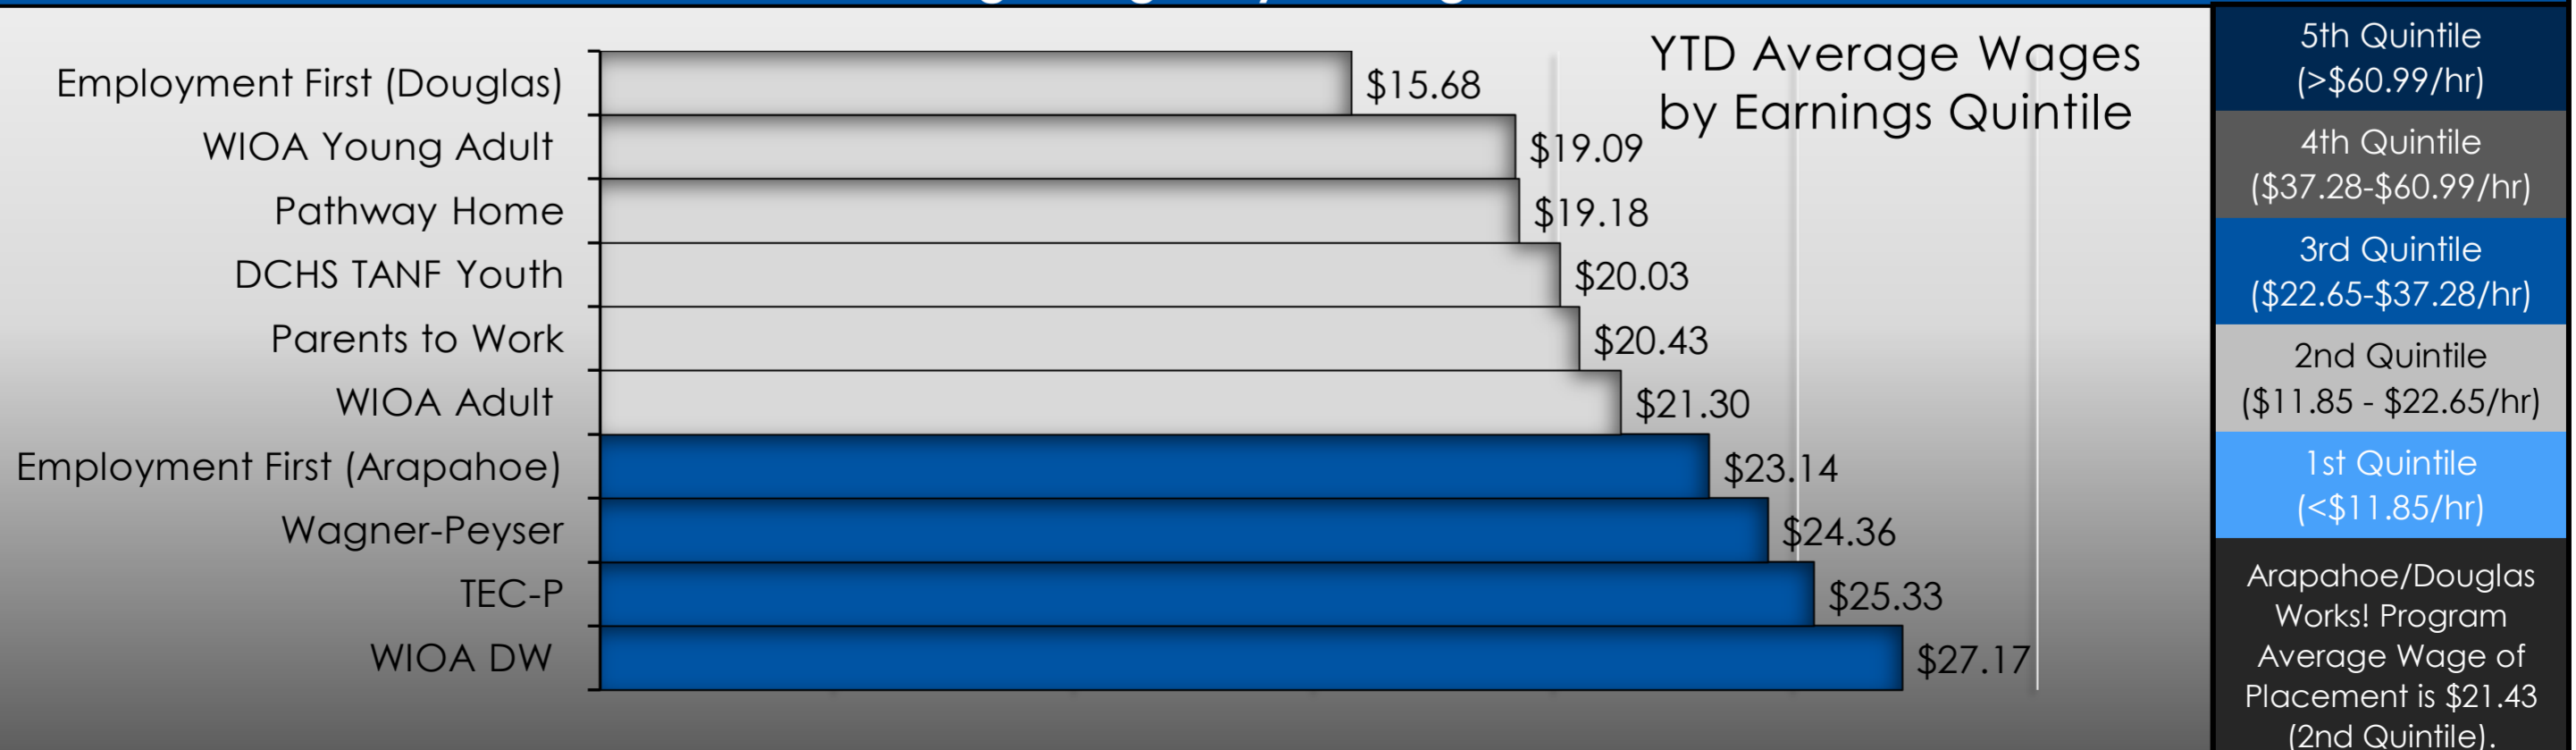 YTD Average Wages
by Earnings Quintile
Employment First (Douglas) $15.68
WIOA Young Adult $19.09
Pathway Home $19.18
DCHS TANF Youth $20.03
Parents to Work $20.43
WIOA Adult $21.30
Employment First (Arapahoe) $23.14
Wagner-Peyser $24.36
TEC-P $25.33
WIOA DW $27.17
5th Quintile
(>$60.99/hr)
4th Quintile
($37.28-$60.99/hr)
3rd Quintile
($22.65-$37.28/hr)
2nd Quintile
($11.85 - $22.65/hr)
1st Quintile
(<$11.85/hr)
Arapahoe/Douglas
Works! Program
Average Wage of
Placement is $21.43
(2nd Quintile).